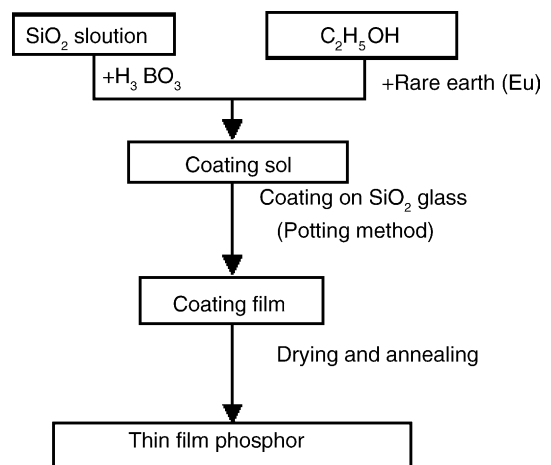 SiO₂ sloution
C₂H₅OH
+H₃ BO₃
+Rare earth (Eu)
Coating sol
Coating on SiO₂ glass
(Potting method)
Coating film
Drying and annealing
Thin film phosphor